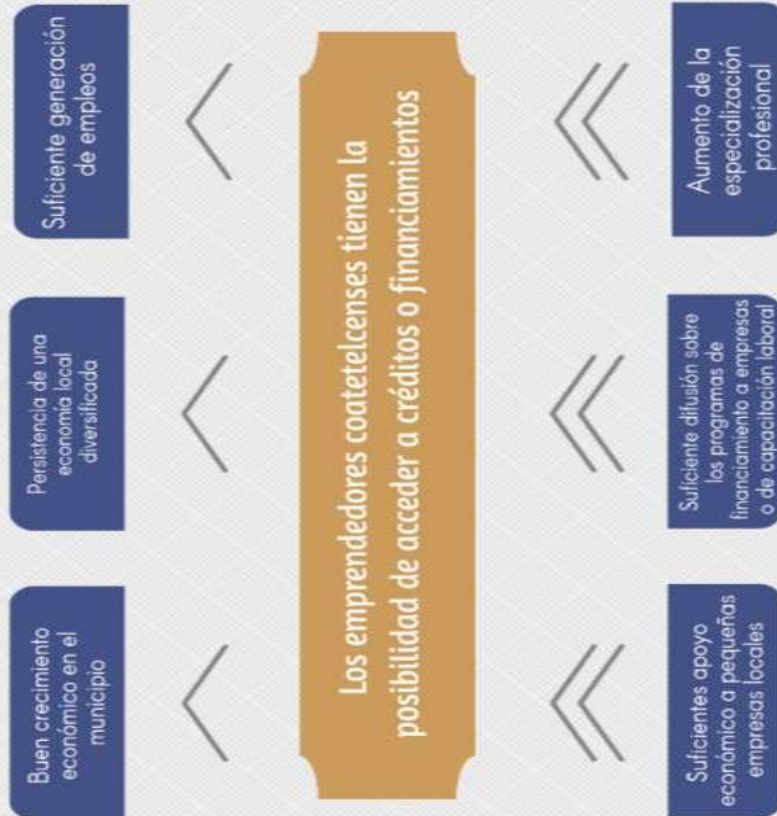 Buen crecimiento
económico en el
municipio
Persistencia de una
economía local
diversificada
Suficiente generación
de empleos
Los emprendedores coatetelcenses tienen la
posibilidad de acceder a créditos o financiamientos
Suficientes apoyo
económico a pequeñas
empresas locales
Suficiente difusión sobre
los programas de
financiamiento a empresas
o de capacitación laboral
Aumento de la
especialización
profesional